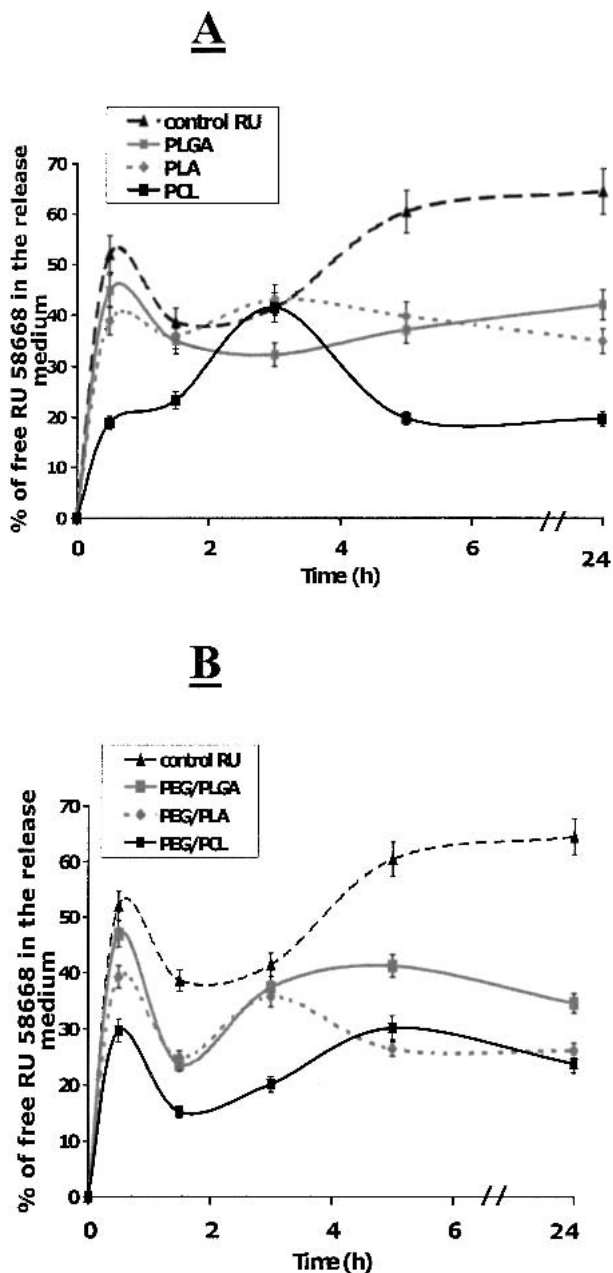 A
control RU
PLGA
PLA
PCL
% of free RU 58668 in the release
medium
70
60
50
40
30
20
10
0
0 2 4 6 24
Time (h)
B
control RU
PEG/PLGA
PEG/PLA
PEG/PCL
% of free RU 58668 in the release
medium
70
60
50
40
30
20
10
0
0 2 4 6 24
Time (h)